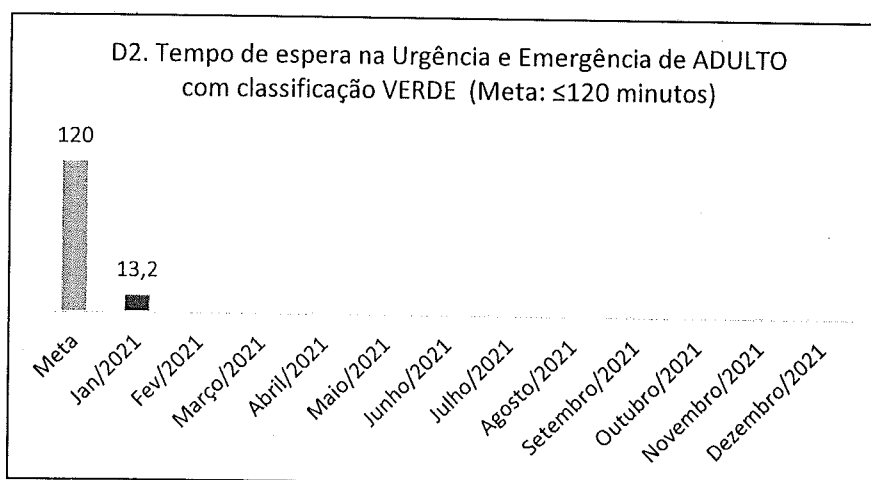 D2. Tempo de espera na Urgência e Emergência de ADULTO
com classificação VERDE (Meta: ≤120 minutos)
120
13,2
Meta
Jan/2021
Fev/2021
Março/2021
Abril/2021
Maio/2021
Junho/2021
Julho/2021
Agosto/2021
Setembro/2021
Outubro/2021
Novembro/2021
Dezembro/2021